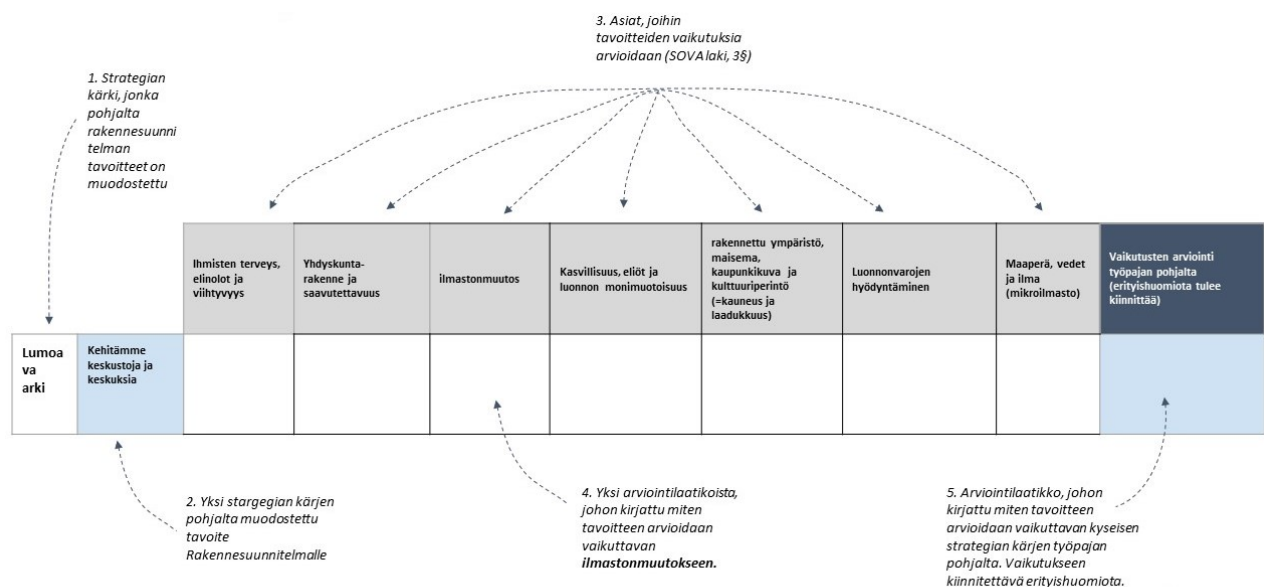 3. Asiat, joihin
tavoitteiden vaikutuksia
arvioidaan (SOVA laki, 3§)
1. Strategian
kärki, jonka
pohjalta
rakennesuunni
telman
tavoitteet on
muodostettu
Ihmisten terveys,
elinolot ja
viihtyvyys
Yhdyskunta-
rakenne ja
saavutettavuus
ilmastonmuutos
Kasvillisuus, eliöt ja
luonnon monimuotoisuus
rakennettu ympäristö,
maisema,
kaupunkikuva ja
kulttuuriperintö
(=kauneus ja
laadukkuus)
Luonnonvarojen
hyödyntäminen
Maaperä, vedet
ja ilma
(mikroilmasto)
Vaikutusten arviointi
työpajan pohjalta
(erityishuomiota tulee
kiinnittää)
Lumoa
va
arki
Kehitämme
keskustoja ja
keskuksia
2. Yksi stargegian kärjen
pohjalta muodostettu
tavoite
Rakennesuunnitelmalle
4. Yksi arviointilaatikoista,
johon kirjattu miten
tavoitteen arvioidaan
vaikuttavan
ilmastonmuutokseen.
5. Arviointilaatikko, johon
kirjattu miten tavoitteen
arvioidaan vaikuttavan kyseisen
strategian kärjen työpajan
pohjalta. Vaikutukseen
kiinnitettävä erityishuomiota.